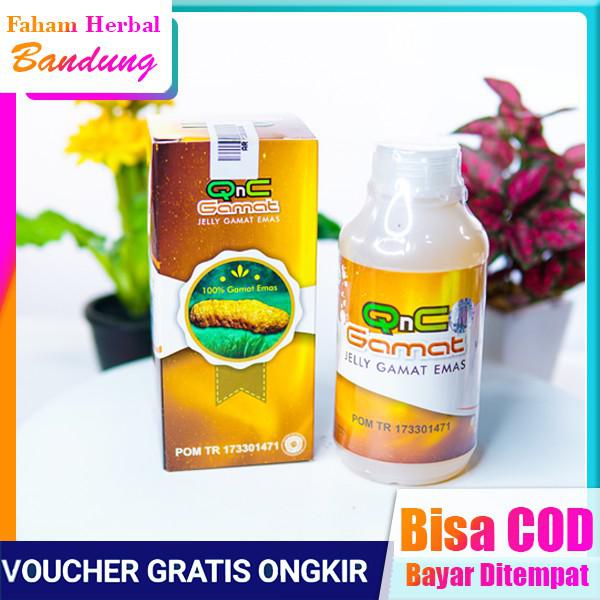 Faham Herbal
Bandung
QnC
Gamat
JELLY GAMAT EMAS
100% Gamat Emas
POM TR 173301471
QnC
Gamat
JELLY GAMAT EMAS
POM TR 173301471
Bisa COD
Bayar Ditempat
VOUCHER GRATIS ONGKIR